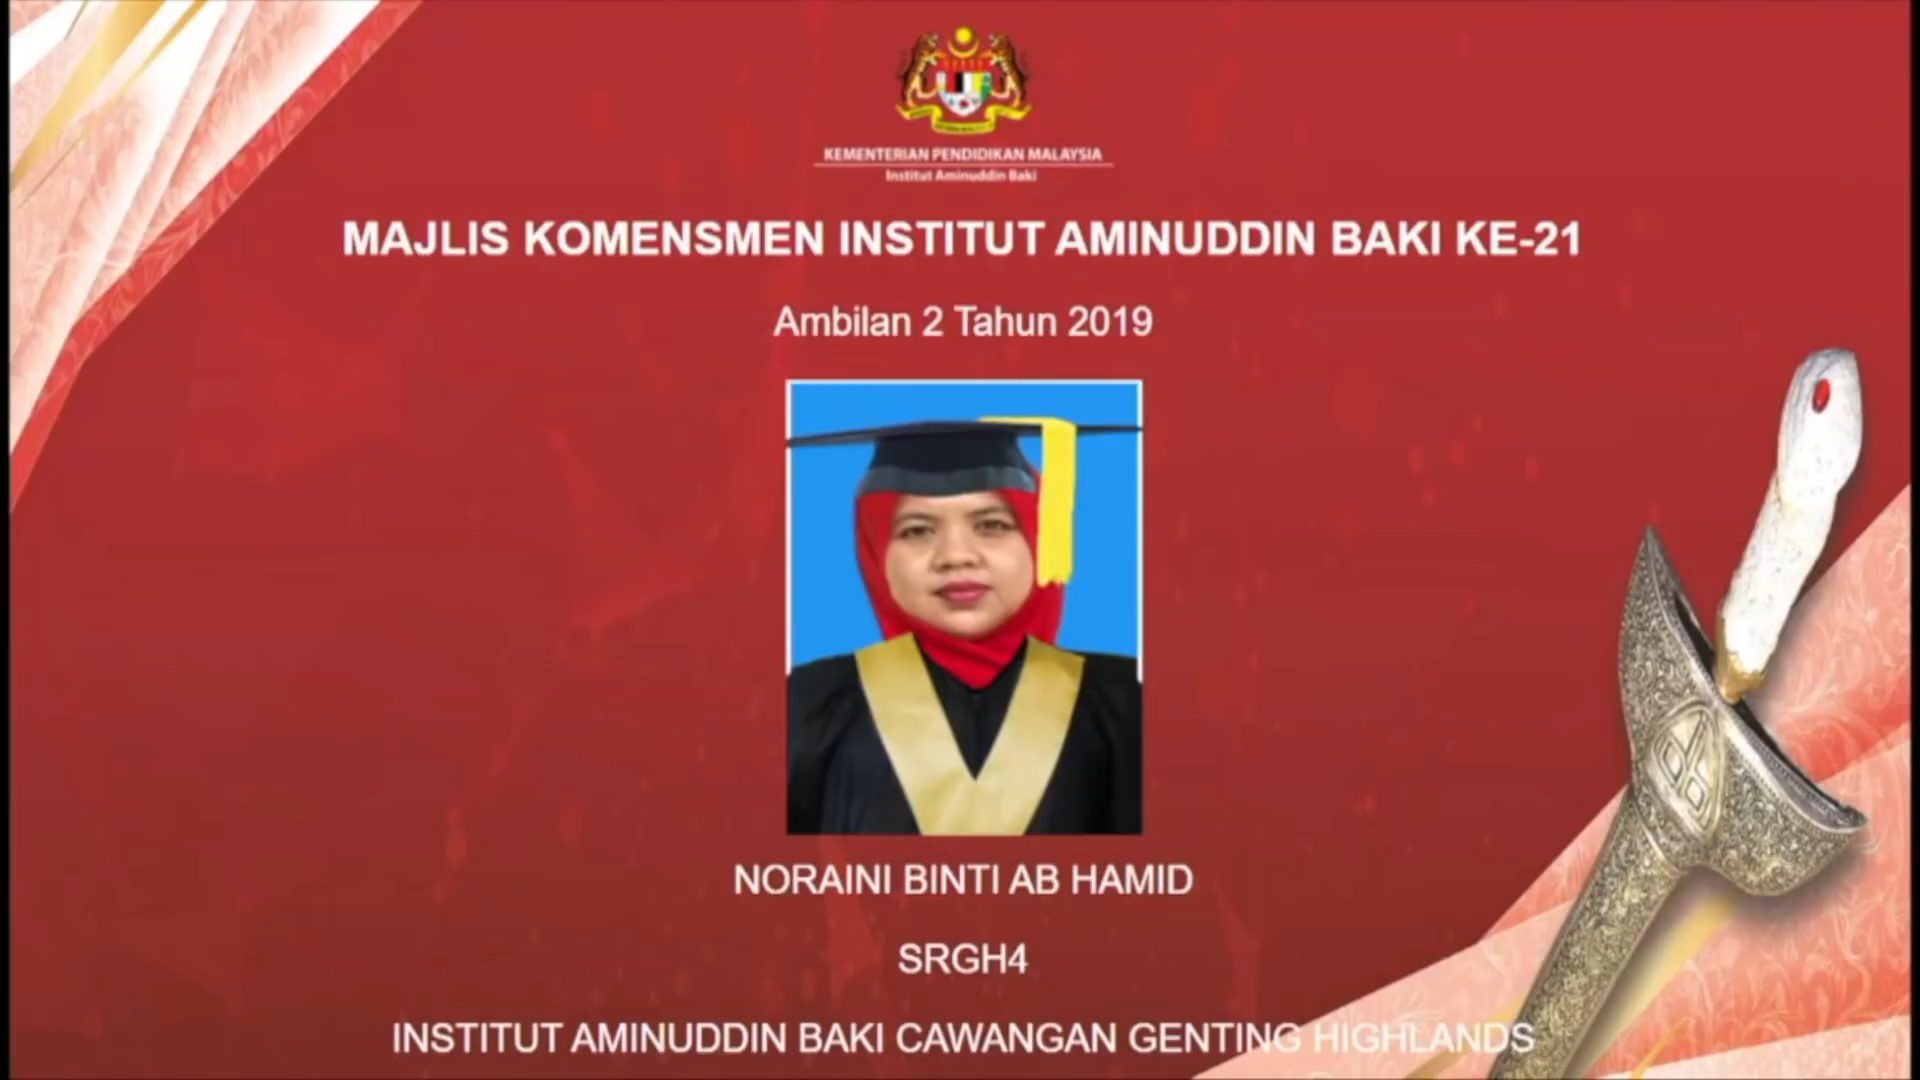 KEMENTERIAN PENDIDIKAN MALAYSIA
Institut Aminuddin Baki
MAJLIS KOMENSMEN INSTITUT AMINUDDIN BAKI KE-21
Ambilan 2 Tahun 2019
NORAINI BINTI AB HAMID
SRGH4
INSTITUT AMINUDDIN BAKI CAWANGAN GENTING HIGHLANDS